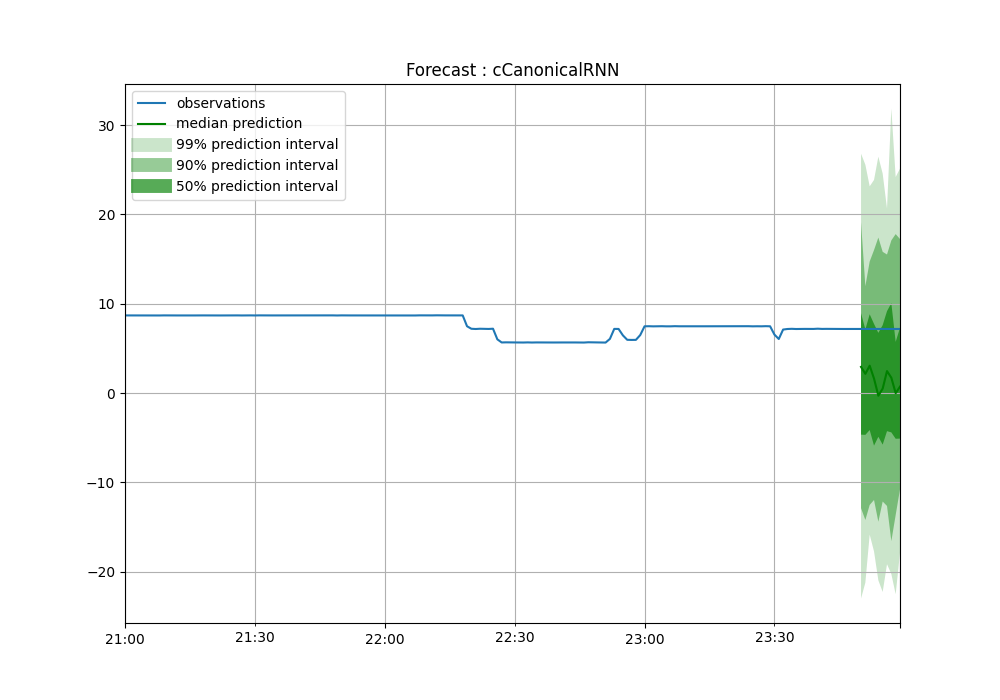 Forecast : cCanonicalRNN
observations
median prediction
99% prediction interval
90% prediction interval
50% prediction interval
30
20
10
0
−10
−20
21:00
21:30
22:00
22:30
23:00
23:30